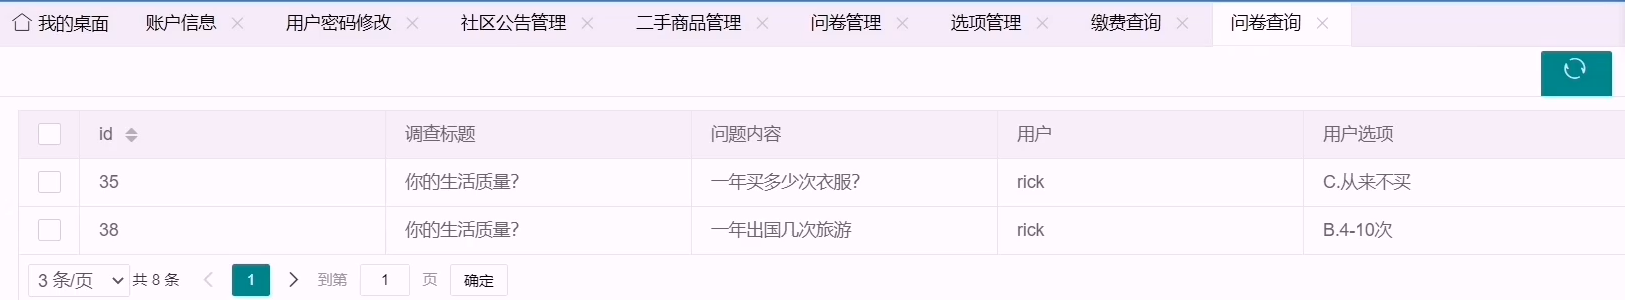 我的桌面 账户信息 用户密码修改 社区公告管理 二手商品管理 问卷管理 选项管理 缴费查询 问卷查询
id 调查标题 问题内容 用户 用户选项
35 你的生活质量? 一年买多少次衣服? rick C.从来不买
38 你的生活质量? 一年出国几次旅游 rick B.4-10次
3 条/页 共 8 条 1 到第 1 页 确定